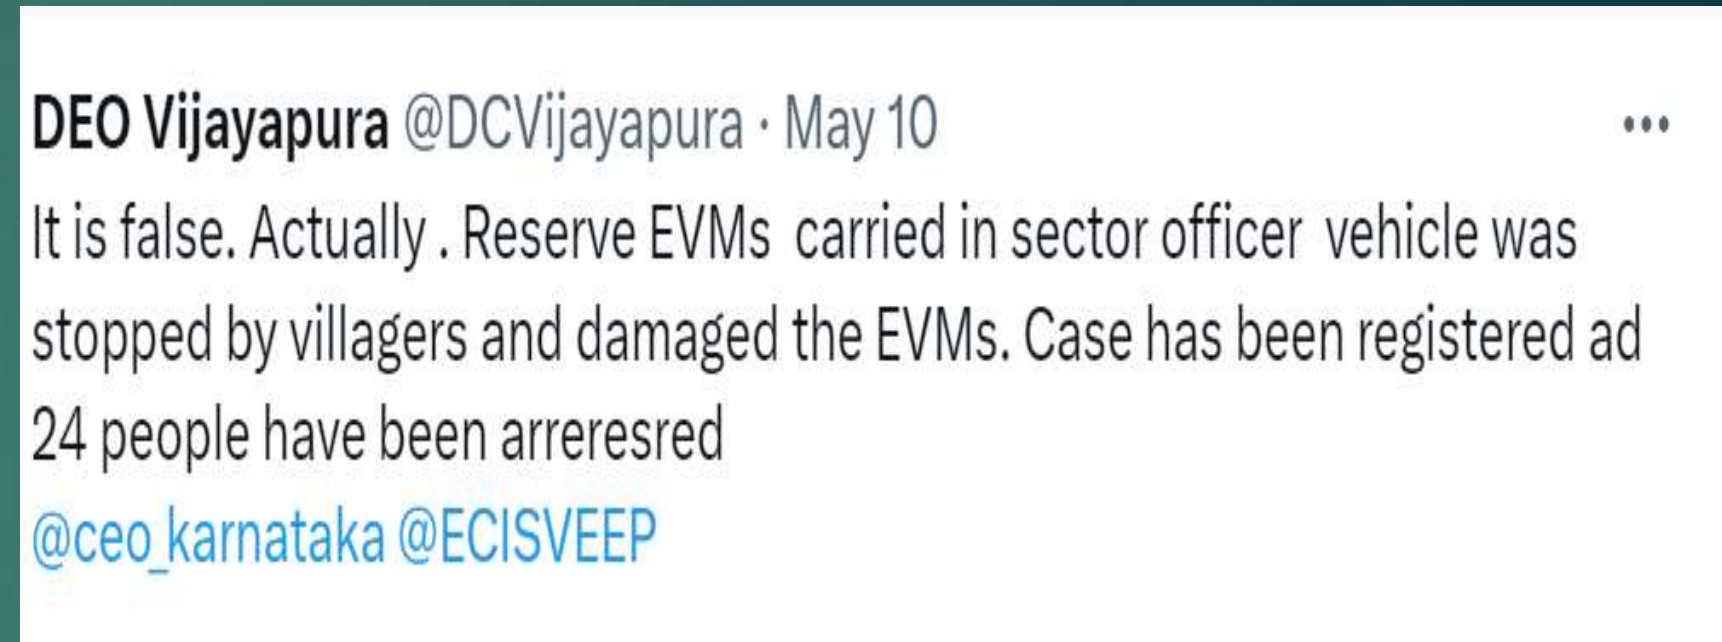 DEO Vijayapura @DCVijayapura · May 10 ...
It is false. Actually . Reserve EVMs carried in sector officer vehicle was
stopped by villagers and damaged the EVMs. Case has been registered ad
24 people have been arreresred
@ceo_karnataka @ECISVEEP